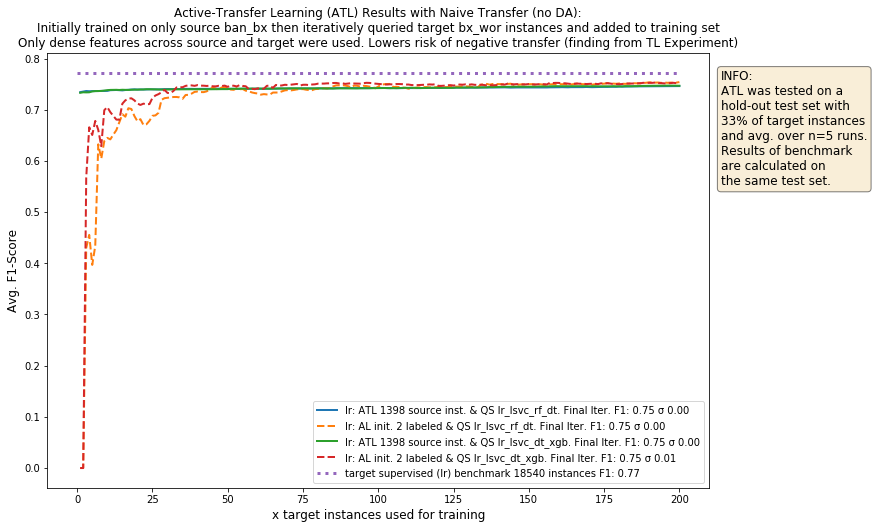 Active-Transfer Learning (ATL) Results with Naive Transfer (no DA):
Initially trained on only source ban_bx then iteratively queried target bx_wor instances and added to training set
Only dense features across source and target were used. Lowers risk of negative transfer (finding from TL Experiment)
0.8
0.7
0.6
0.5
0.4
0.3
0.2
0.1
0.0
Avg. F1-Score
0
25
50
75
100
125
150
175
200
x target instances used for training
lr: ATL 1398 source inst. & QS lr_lsvc_rf_dt. Final Iter. F1: 0.75 σ 0.00
lr: AL init. 2 labeled & QS lr_lsvc_rf_dt. Final Iter. F1: 0.75 σ 0.00
lr: ATL 1398 source inst. & QS lr_lsvc_dt_xgb. Final Iter. F1: 0.75 σ 0.00
lr: AL init. 2 labeled & QS lr_lsvc_dt_xgb. Final Iter. F1: 0.75 σ 0.01
target supervised (lr) benchmark 18540 instances F1: 0.77
INFO:
ATL was tested on a
hold-out test set with
33% of target instances
and avg. over n=5 runs.
Results of benchmark
are calculated on
the same test set.